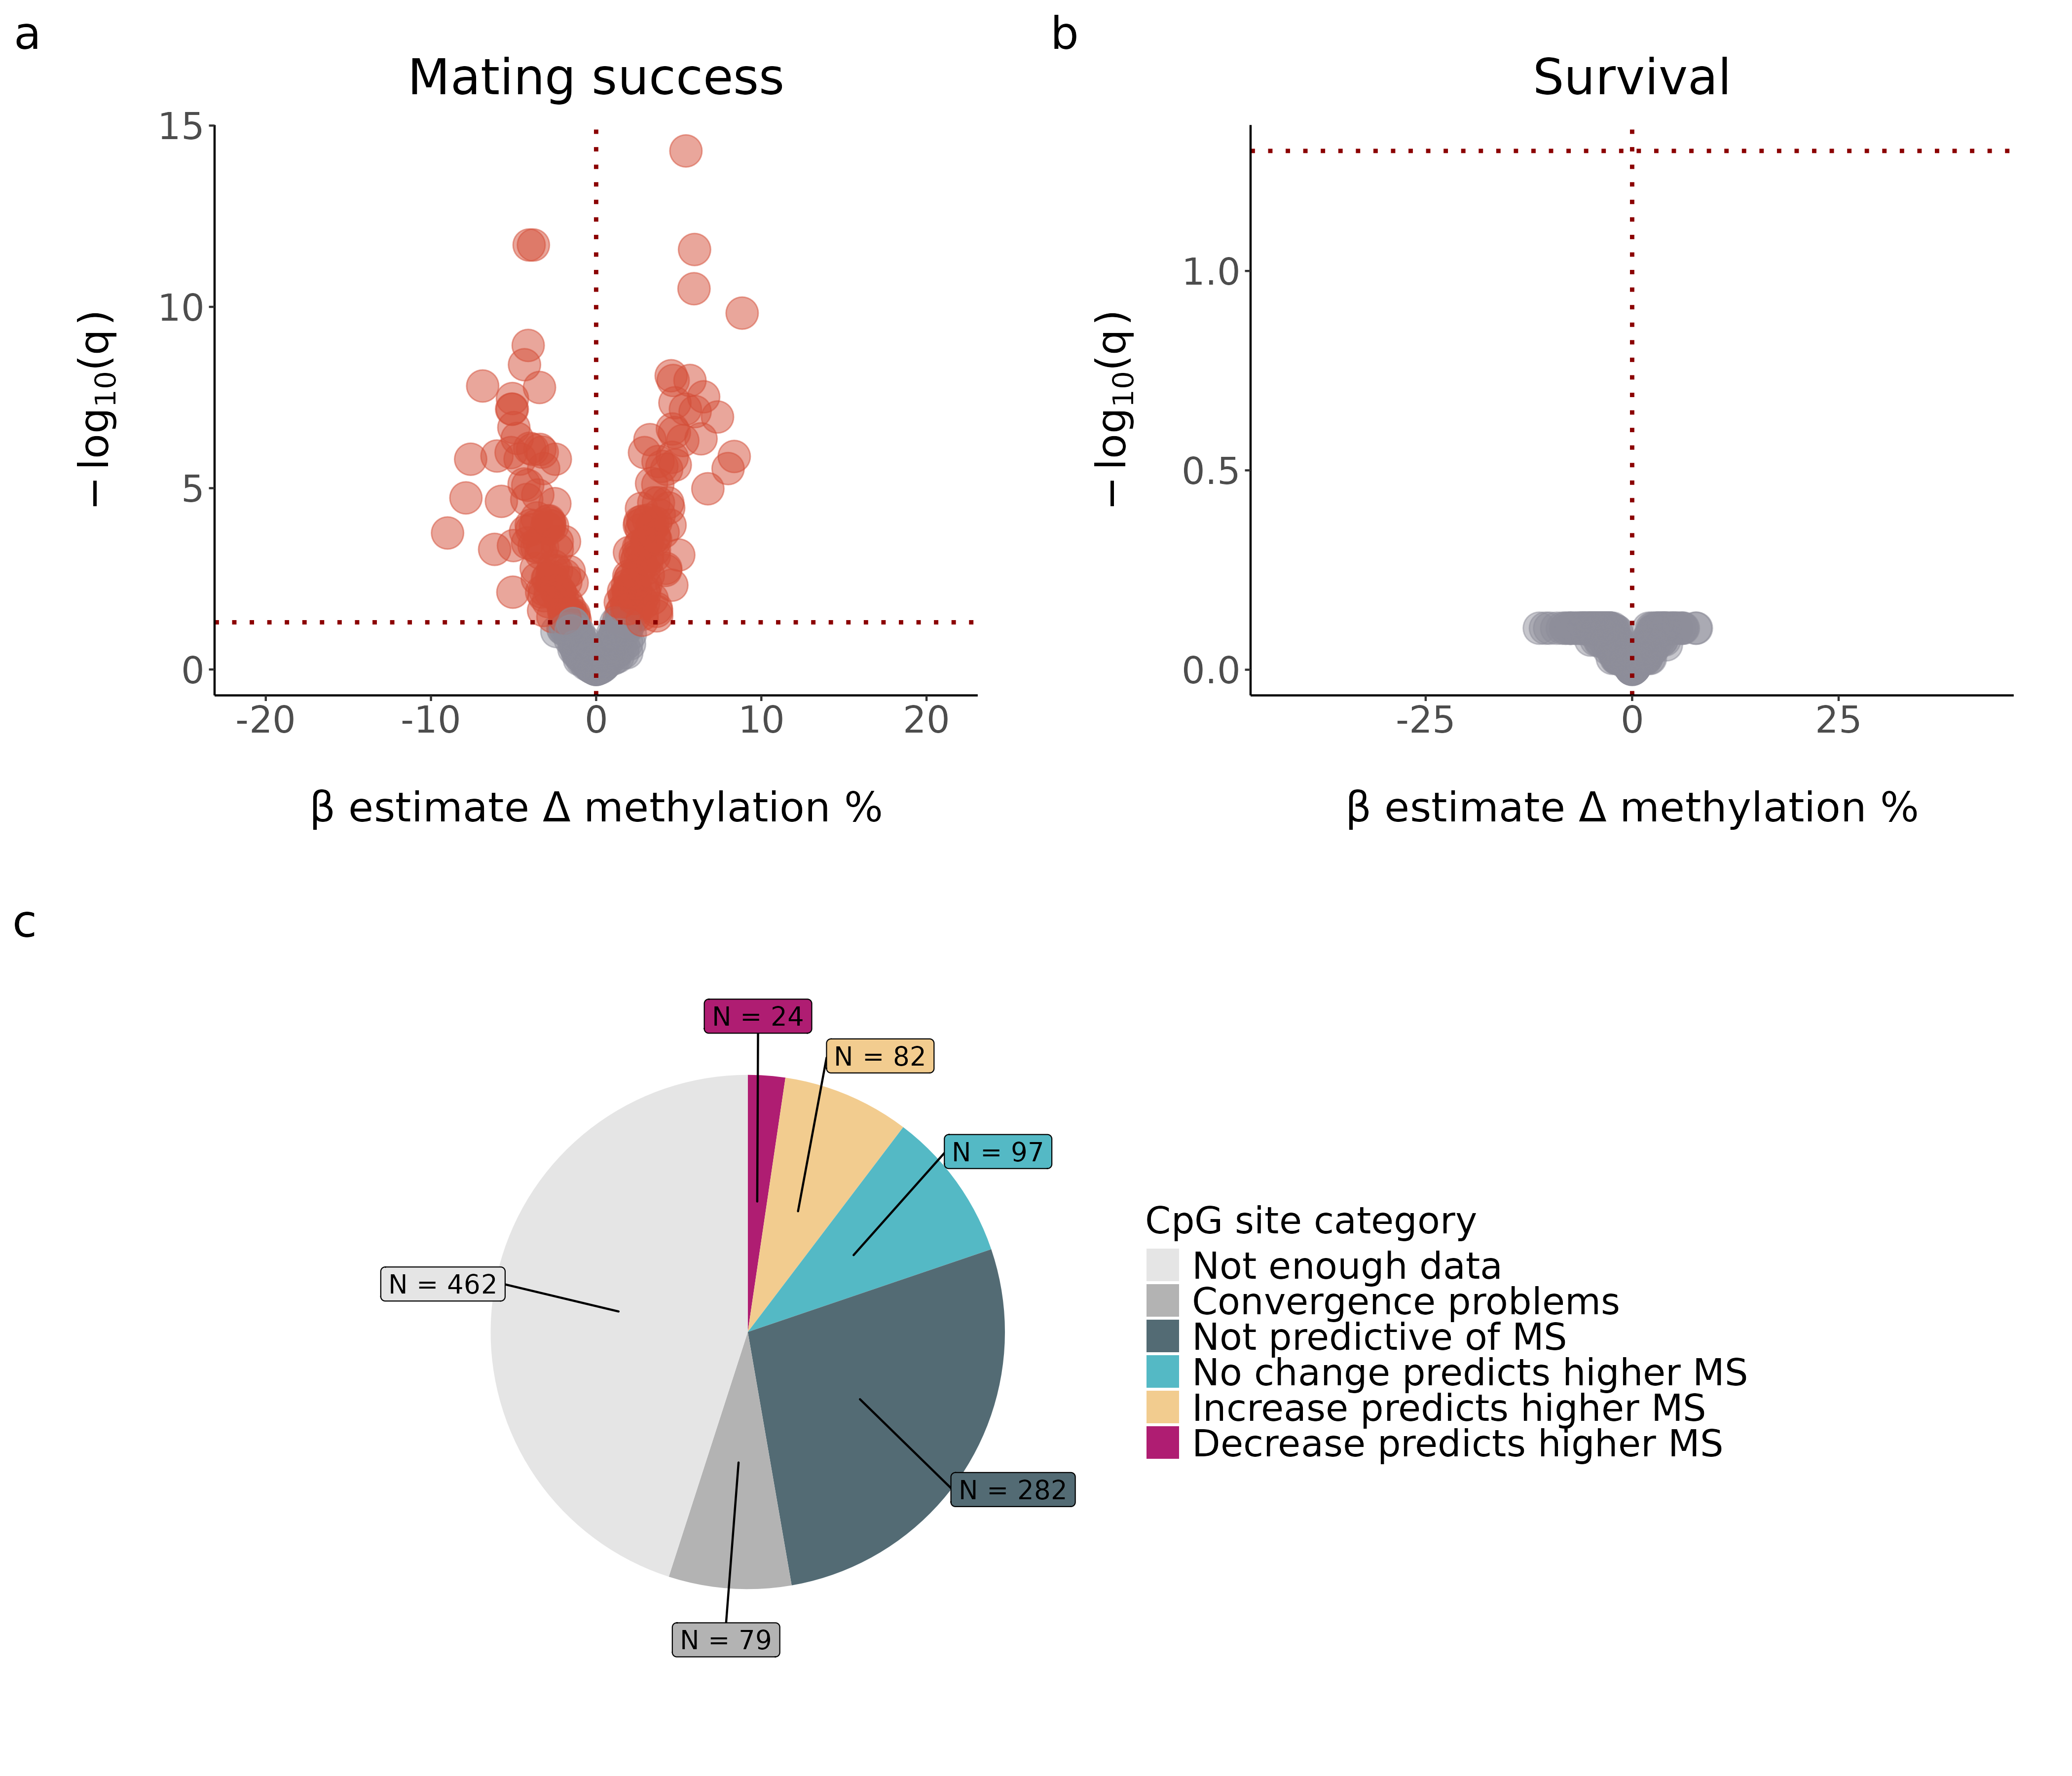 a
Mating success
15
10
5
0
− log10(q)
-20 -10 0 10 20
β estimate Δ methylation %
b
Survival
1.0
0.5
0.0
− log10(q)
-25 0 25
β estimate Δ methylation %
c
N = 24
N = 82
N = 97
N = 462
N = 282
N = 79
CpG site category
Not enough data
Convergence problems
Not predictive of MS
No change predicts higher MS
Increase predicts higher MS
Decrease predicts higher MS